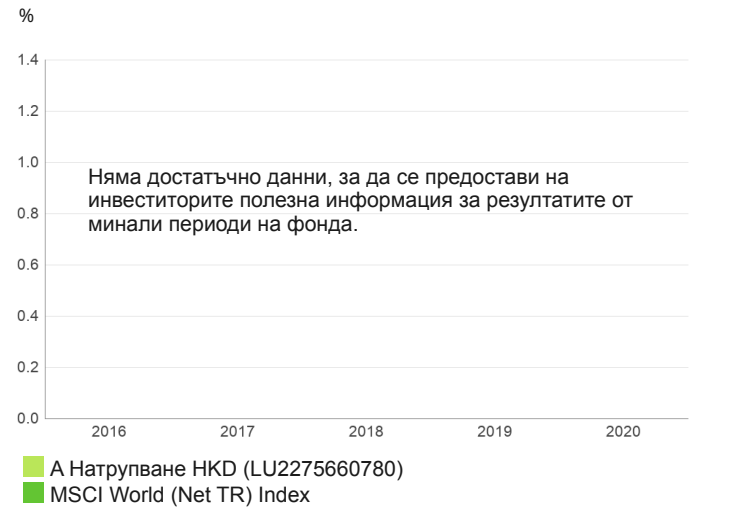 %
1.4
1.2
1.0
0.8
0.6
0.4
0.2
0.0
Няма достатъчно данни, за да се предостави на
инвеститорите полезна информация за резултатите от
минали периоди на фонда.
2016 2017 2018 2019 2020
А Натрупване HKD (LU2275660780)
MSCI World (Net TR) Index